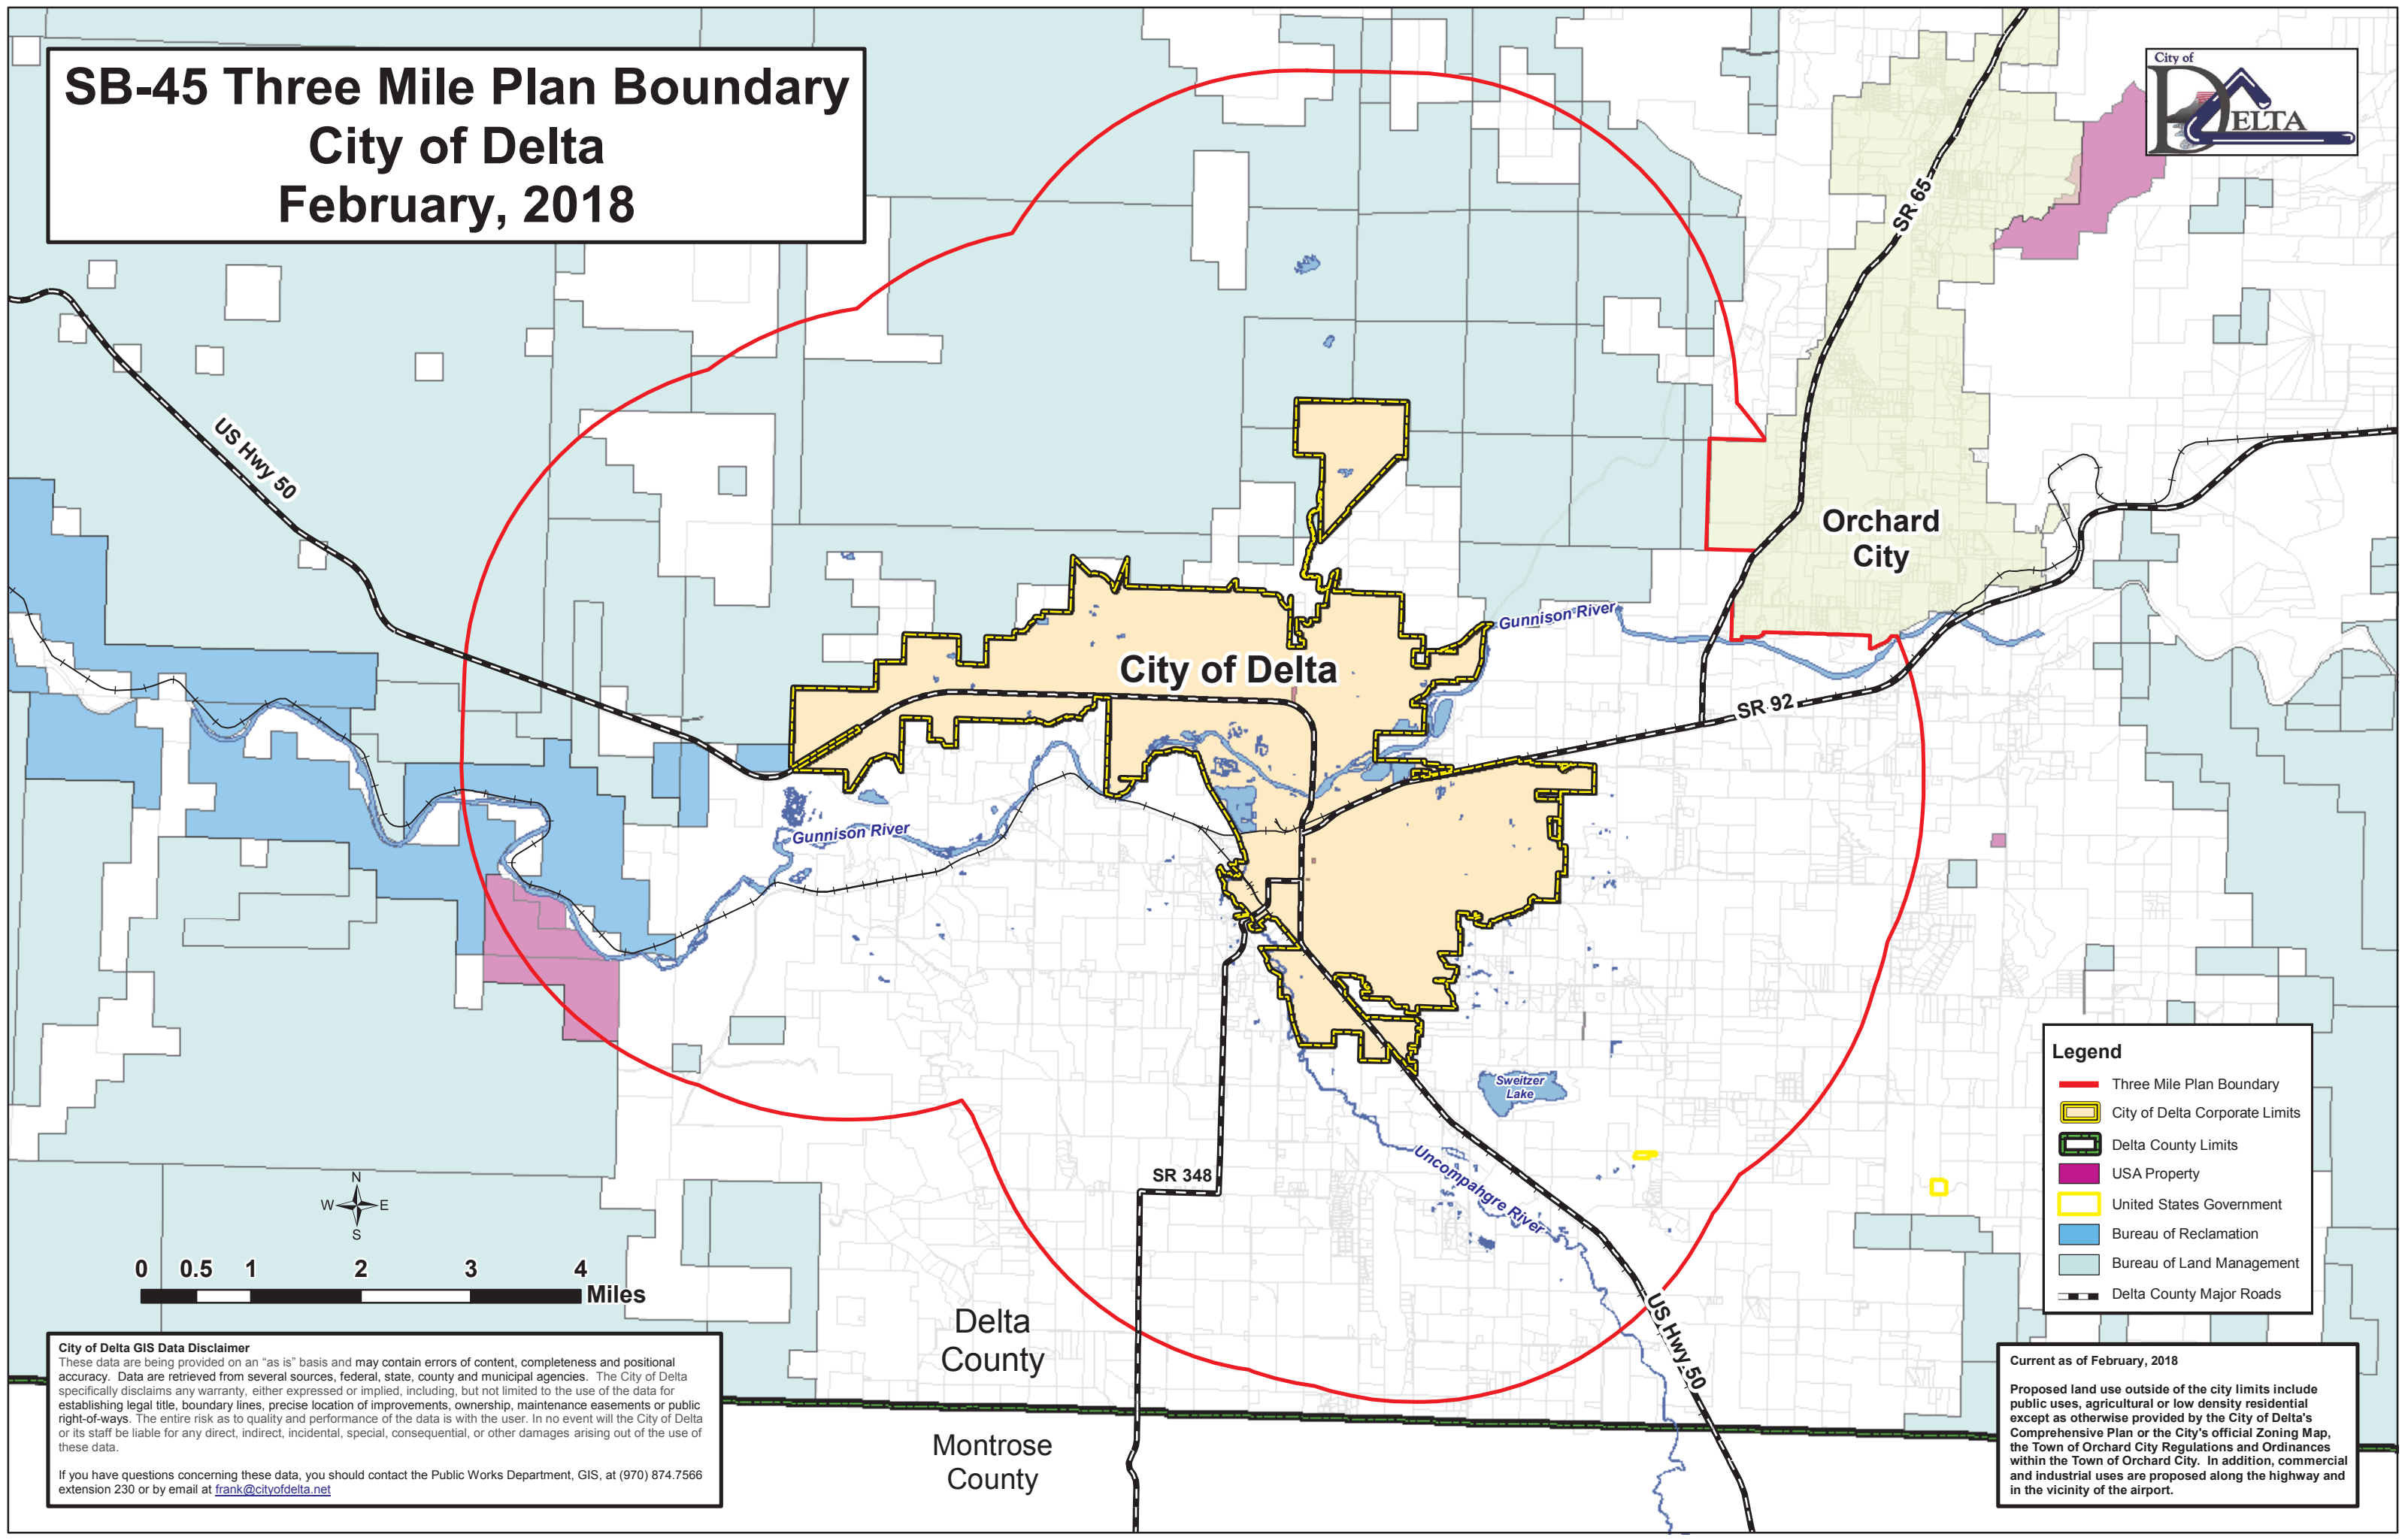 SB-45 Three Mile Plan Boundary
City of Delta
February, 2018
City of
DELTA
SR 65
US Hwy 50
Orchard
City
Gunnison River
City of Delta
SR 92
Gunnison River
Sweitzer
Lake
SR 348
Uncompahgre River
US Hwy 50
N
W E
S
0 0.5 1 2 3 4
Miles
Delta
County
Montrose
County
Legend
Three Mile Plan Boundary
City of Delta Corporate Limits
Delta County Limits
USA Property
United States Government
Bureau of Reclamation
Bureau of Land Management
Delta County Major Roads
City of Delta GIS Data Disclaimer
These data are being provided on an “as is” basis and may contain errors of content, completeness and positional
accuracy. Data are retrieved from several sources, federal, state, county and municipal agencies. The City of Delta
specifically disclaims any warranty, either expressed or implied, including, but not limited to the use of the data for
establishing legal title, boundary lines, precise location of improvements, ownership, maintenance easements or public
right-of-ways. The entire risk as to quality and performance of the data is with the user. In no event will the City of Delta
or its staff be liable for any direct, indirect, incidental, special, consequential, or other damages arising out of the use of
these data.
If you have questions concerning these data, you should contact the Public Works Department, GIS, at (970) 874.7566
extension 230 or by email at frank@cityofdelta.net
Current as of February, 2018
Proposed land use outside of the city limits include
public uses, agricultural or low density residential
except as otherwise provided by the City of Delta's
Comprehensive Plan or the City's official Zoning Map,
the Town of Orchard City Regulations and Ordinances
within the Town of Orchard City. In addition, commercial
and industrial uses are proposed along the highway and
in the vicinity of the airport.